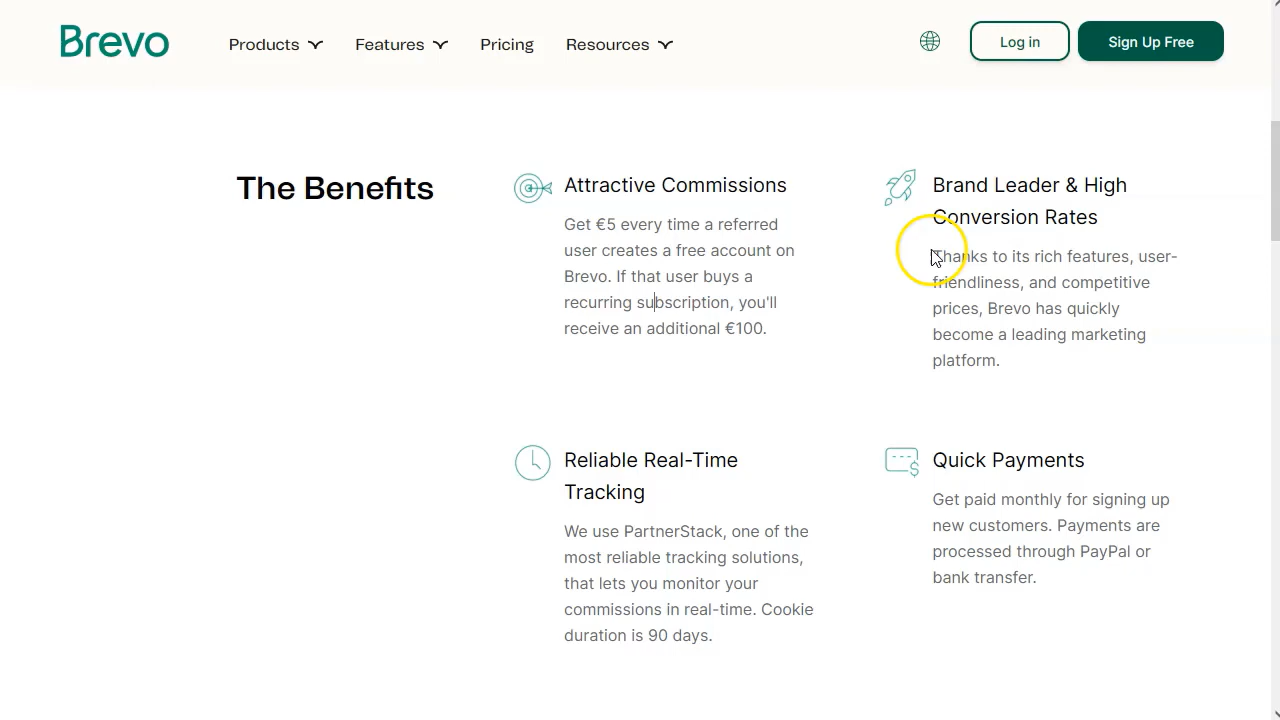 Brevo
Products
Features
Pricing
Resources
Log in
Sign Up Free
The Benefits
Attractive Commissions
Get €5 every time a referred
user creates a free account on
Brevo. If that user buys a
recurring subscription, you'll
receive an additional €100.
Brand Leader & High
Conversion Rates
Thanks to its rich features, user-
friendliness, and competitive
prices, Brevo has quickly
become a leading marketing
platform.
Reliable Real-Time
Tracking
We use PartnerStack, one of the
most reliable tracking solutions,
that lets you monitor your
commissions in real-time. Cookie
duration is 90 days.
Quick Payments
Get paid monthly for signing up
new customers. Payments are
processed through PayPal or
bank transfer.